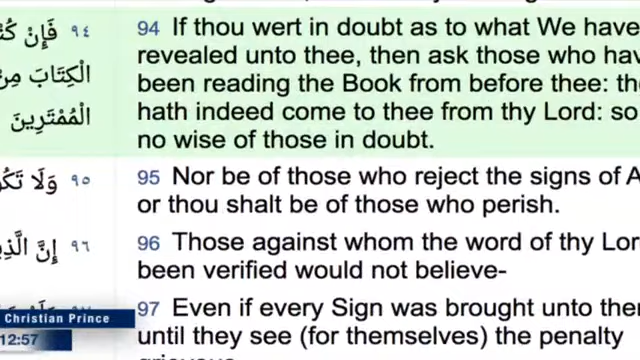 94 If thou wert in doubt as to what We have
revealed unto thee, then ask those who
been reading the Book from before thee:
hath indeed come to thee from thy Lord: so
no wise of those in doubt.
٩٤ فَإِنْ
الْكِتَابَ
الْمُمْتَرِينَ
95 Nor be of those who reject the signs of
or thou shalt be of those who perish.
٩٥ وَلَا
96 Those against whom the word of thy
been verified would not believe-
٩٦ إِنَّ
97 Even if every Sign was brought unto
until they see (for themselves) the penalty
Christian Prince
12:57